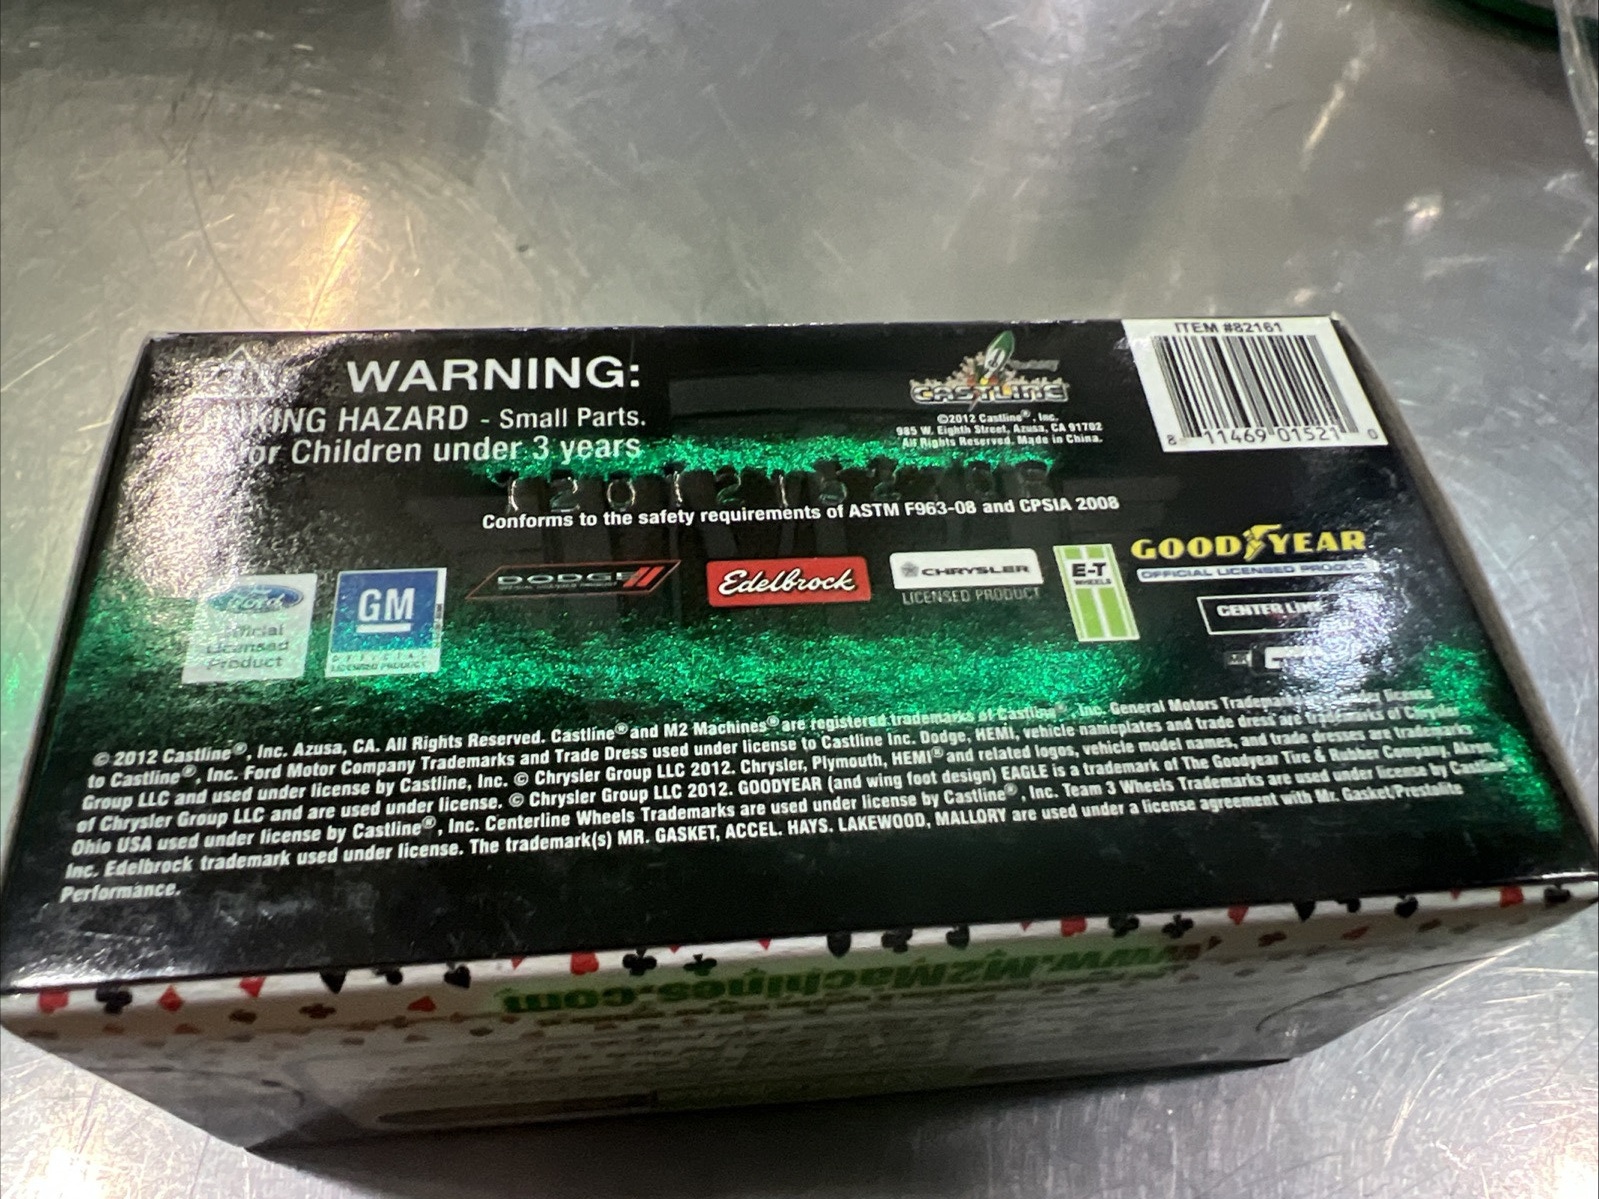 WARNING:
HAZARD - Small Parts.
Children under 3 years
CASTLINE
©2012 Castline®, Inc.
985 W. Eighth Street, Azusa, CA 91702
All Rights Reserved. Made in China.
ITEM #82161
8 11469 01521 0
Conforms to the safety requirements of ASTM F963-08 and CPSIA 2008
Ford
Official
Licensed
Product
GM
OFFICIAL
LICENSED PRODUCT
DODGE
Edelbrock
CHRYSLER
LICENSED PRODUCT
E-T
WHEELS
GOODYEAR
OFFICIAL LICENSED PRODUCT
CENTER LINE
© 2012 Castline®, Inc. Azusa, CA. All Rights Reserved. Castline® and M2 Machines® are registered trademarks of Castline®, Inc. General Motors Trademarks under license
to Castline®, Inc. Ford Motor Company Trademarks and Trade Dress used under license to Castline Inc. Dodge, HEMI, vehicle nameplates and trade dress are trademarks of Chrysler
Group LLC and used under license by Castline, Inc. © Chrysler Group LLC 2012. Chrysler, Plymouth, HEMI® and related logos, vehicle model names, and trade dresses are trademarks
of Chrysler Group LLC and are used under license. © Chrysler Group LLC 2012. GOODYEAR (and wing foot design) EAGLE is a trademark of The Goodyear Tire & Rubber Company, Akron,
Ohio USA used under license by Castline®, Inc. Centerline Wheels Trademarks are used under license by Castline®, Inc. Team 3 Wheels Trademarks are used under license by Castline®,
Inc. Edelbrock trademark used under license. The trademark(s) MR. GASKET, ACCEL. HAYS. LAKEWOOD, MALLORY are used under a license agreement with Mr. Gasket/Prestolite
Performance.
www.M2Machines.com